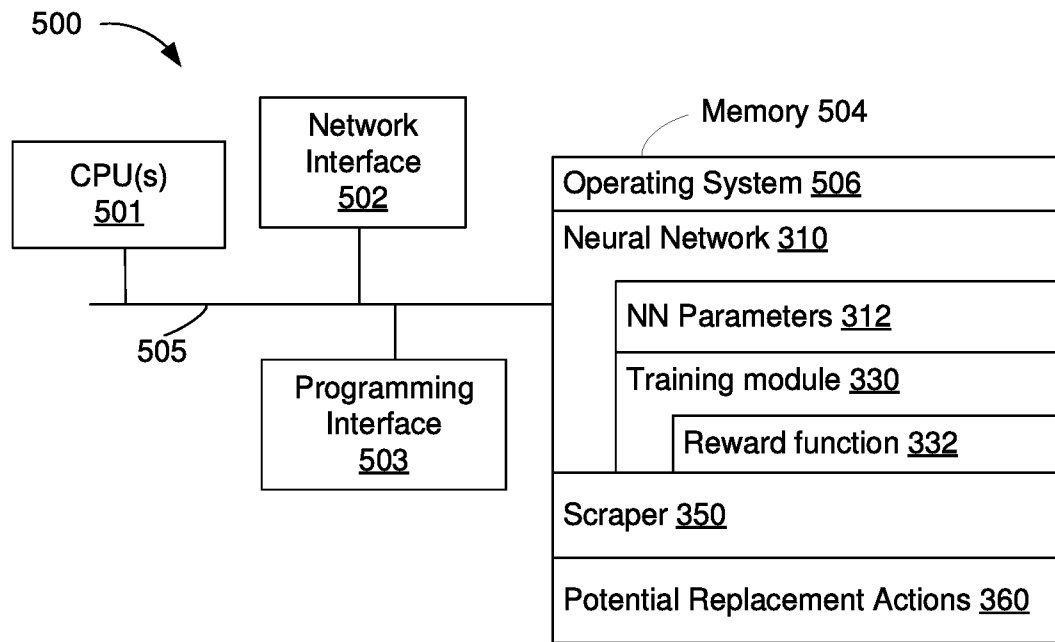 500
CPU(s)
501
Network
Interface
502
505
Programming
Interface
503
Memory 504
Operating System 506
Neural Network 310
NN Parameters 312
Training module 330
Reward function 332
Scraper 350
Potential Replacement Actions 360